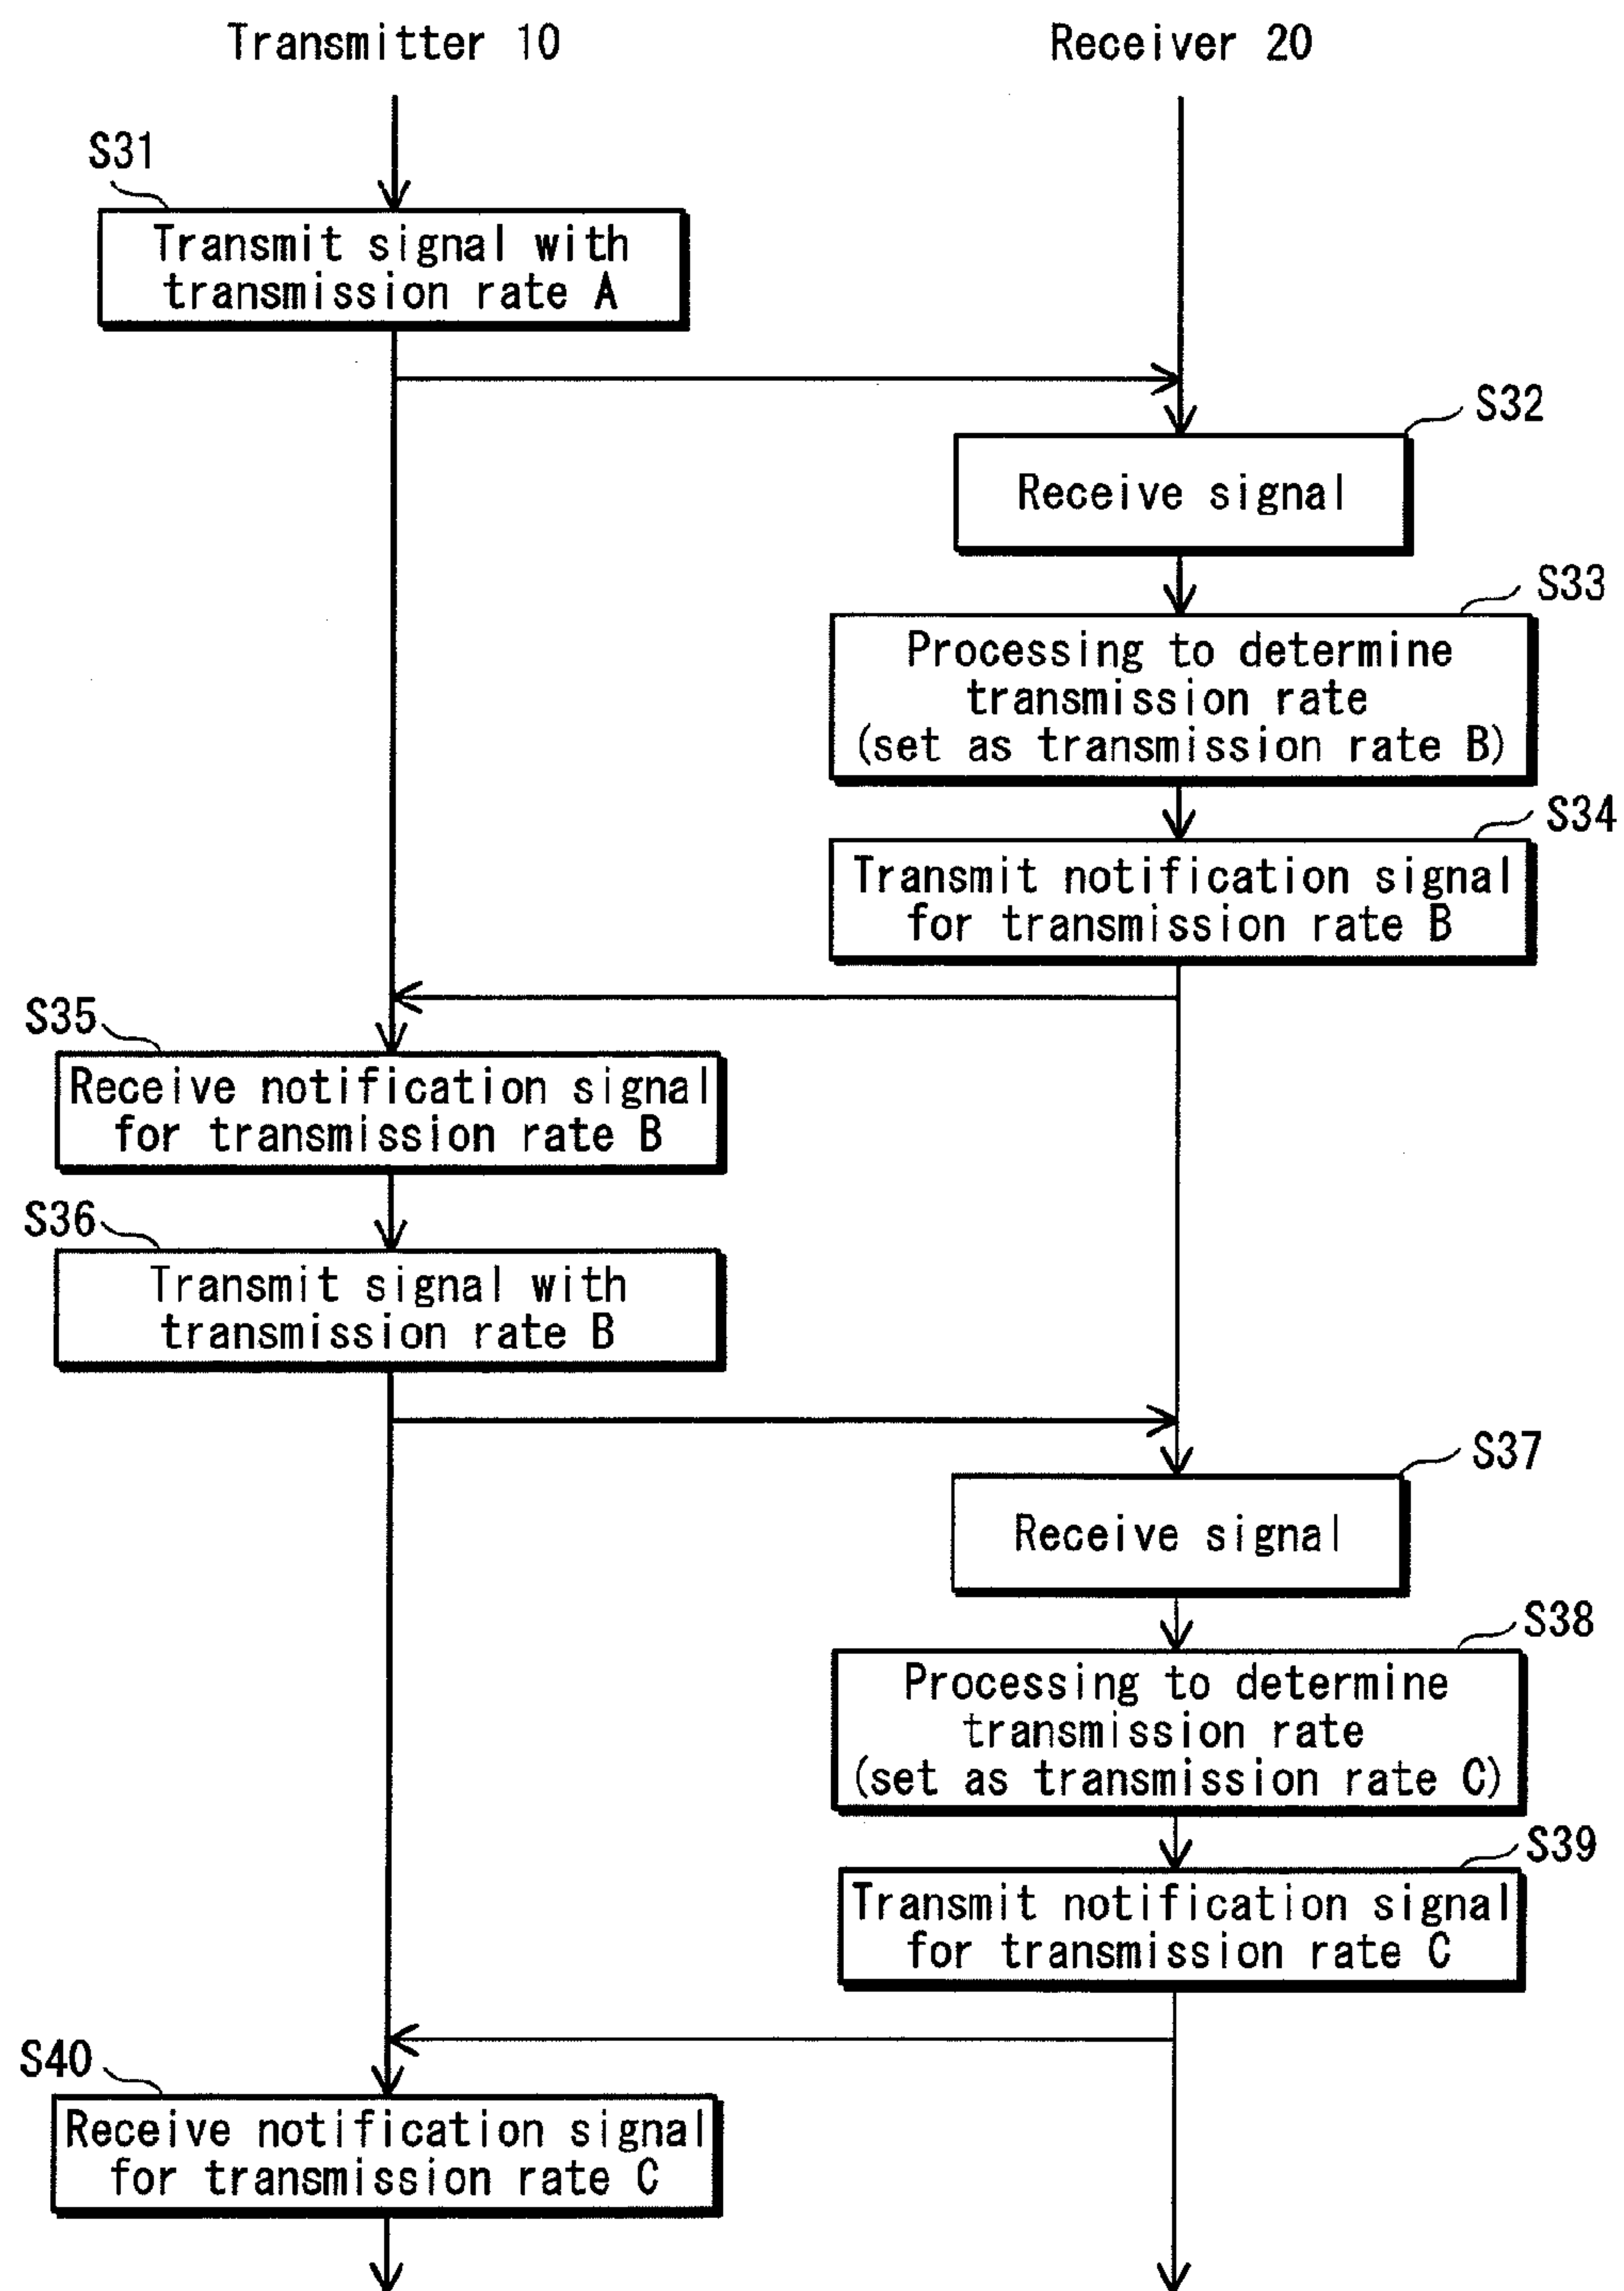 Transmitter 10
Receiver 20
S31
Transmit signal with
transmission rate A
S32
Receive signal
S33
Processing to determine
transmission rate
(set as transmission rate B)
S34
Transmit notification signal
for transmission rate B
S35
Receive notification signal
for transmission rate B
S36
Transmit signal with
transmission rate B
S37
Receive signal
S38
Processing to determine
transmission rate
(set as transmission rate C)
S39
Transmit notification signal
for transmission rate C
S40
Receive notification signal
for transmission rate C